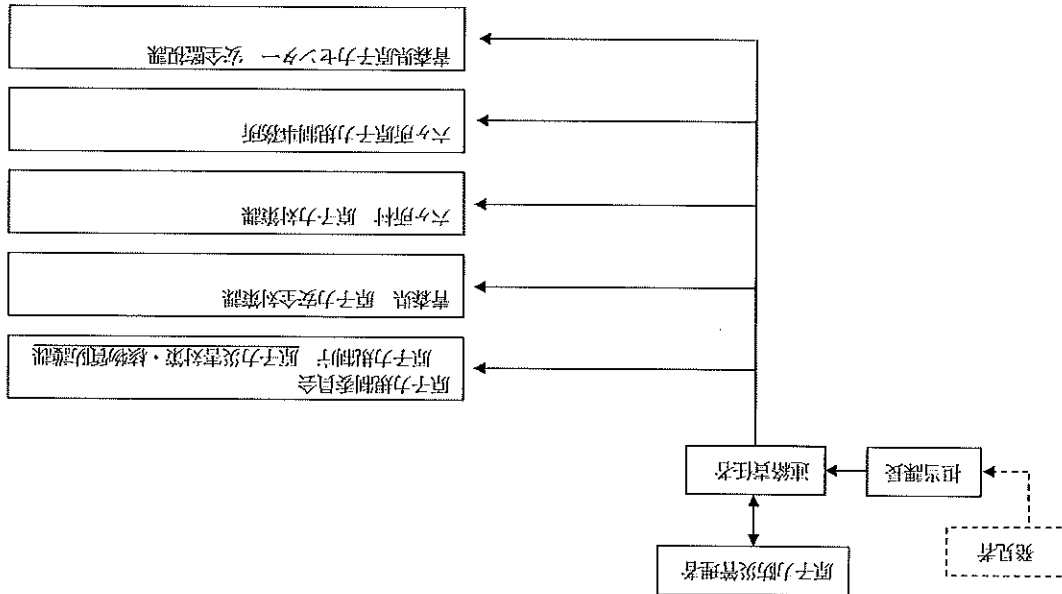 発見者
原子力防災管理者
担当課長
連絡責任者
原子力規制委員会
原子力規制庁 原子力災害対策・核物質防護課
青森県 原子力安全対策課
六ヶ所村 原子力対策課
六ヶ所原子力規制事務所
青森県原子力センター 安全監視課